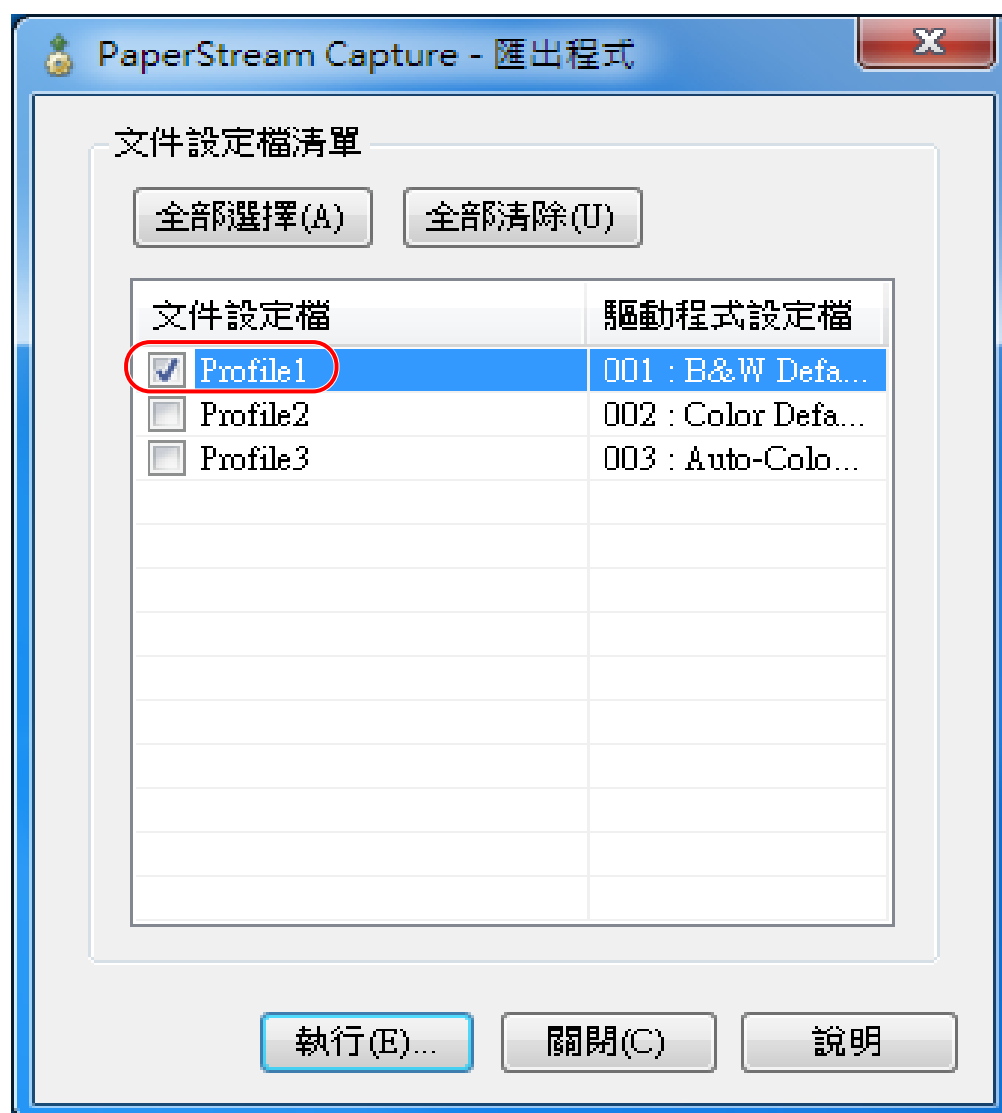 PaperStream Capture - 匯出程式
文件設定檔清單
全部選擇(A) 全部清除(U)
文件設定檔 驅動程式設定檔
Profile1 001 : B&W Defa...
Profile2 002 : Color Defa...
Profile3 003 : Auto-Colo...
執行(E)... 關閉(C) 說明